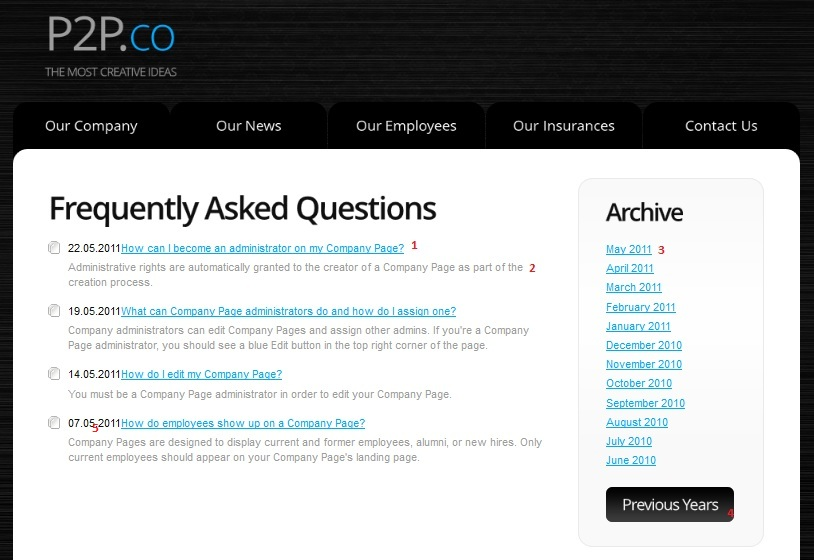 P2P.CO
THE MOST CREATIVE IDEAS
Our Company Our News Our Employees Our Insurances Contact Us
Frequently Asked Questions
22.05.2011How can I become an administrator on my Company Page? 1
Administrative rights are automatically granted to the creator of a Company Page as part of the 2
creation process.
19.05.2011What can Company Page administrators do and how do I assign one?
Company administrators can edit Company Pages and assign other admins. If you're a Company
Page administrator, you should see a blue Edit button in the top right corner of the page.
14.05.2011How do I edit my Company Page?
You must be a Company Page administrator in order to edit your Company Page.
07.05.2011How do employees show up on a Company Page?
5
Company Pages are designed to display current and former employees, alumni, or new hires. Only
current employees should appear on your Company Page's landing page.
Archive
May 2011 3
April 2011
March 2011
February 2011
January 2011
December 2010
November 2010
October 2010
September 2010
August 2010
July 2010
June 2010
Previous Years 4